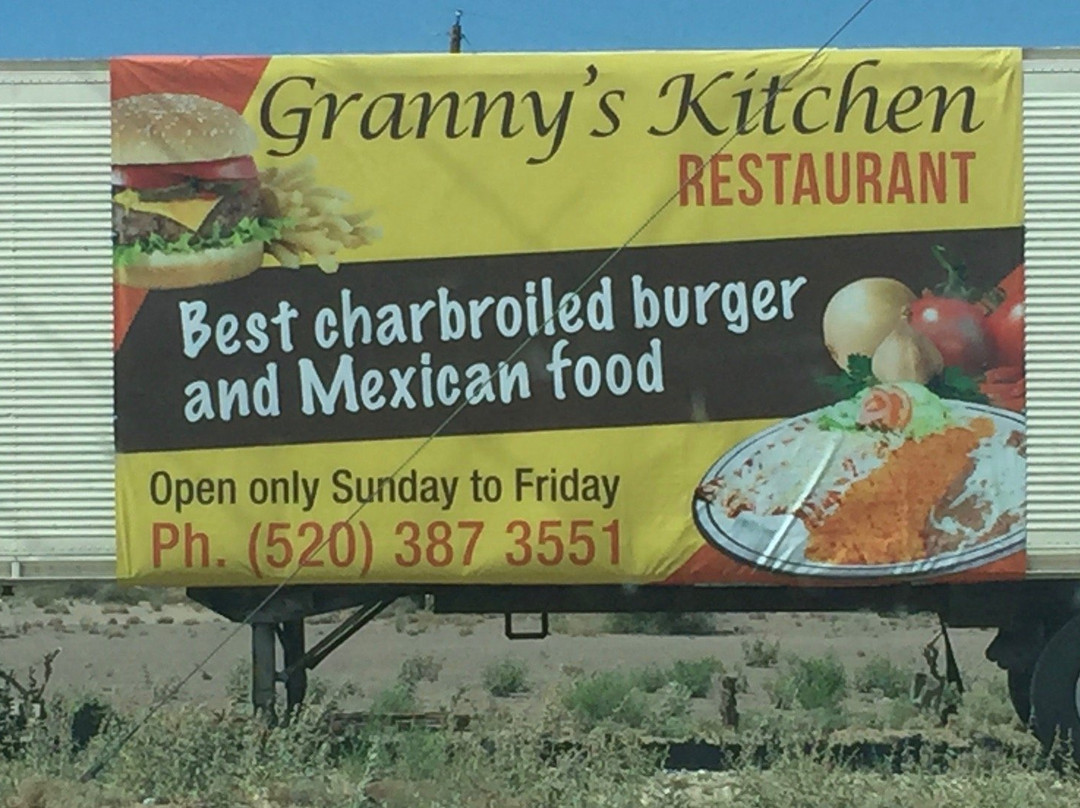 Granny's Kitchen
RESTAURANT
Best charbroiled burger
and Mexican food
Open only Sunday to Friday
Ph. (520) 387 3551